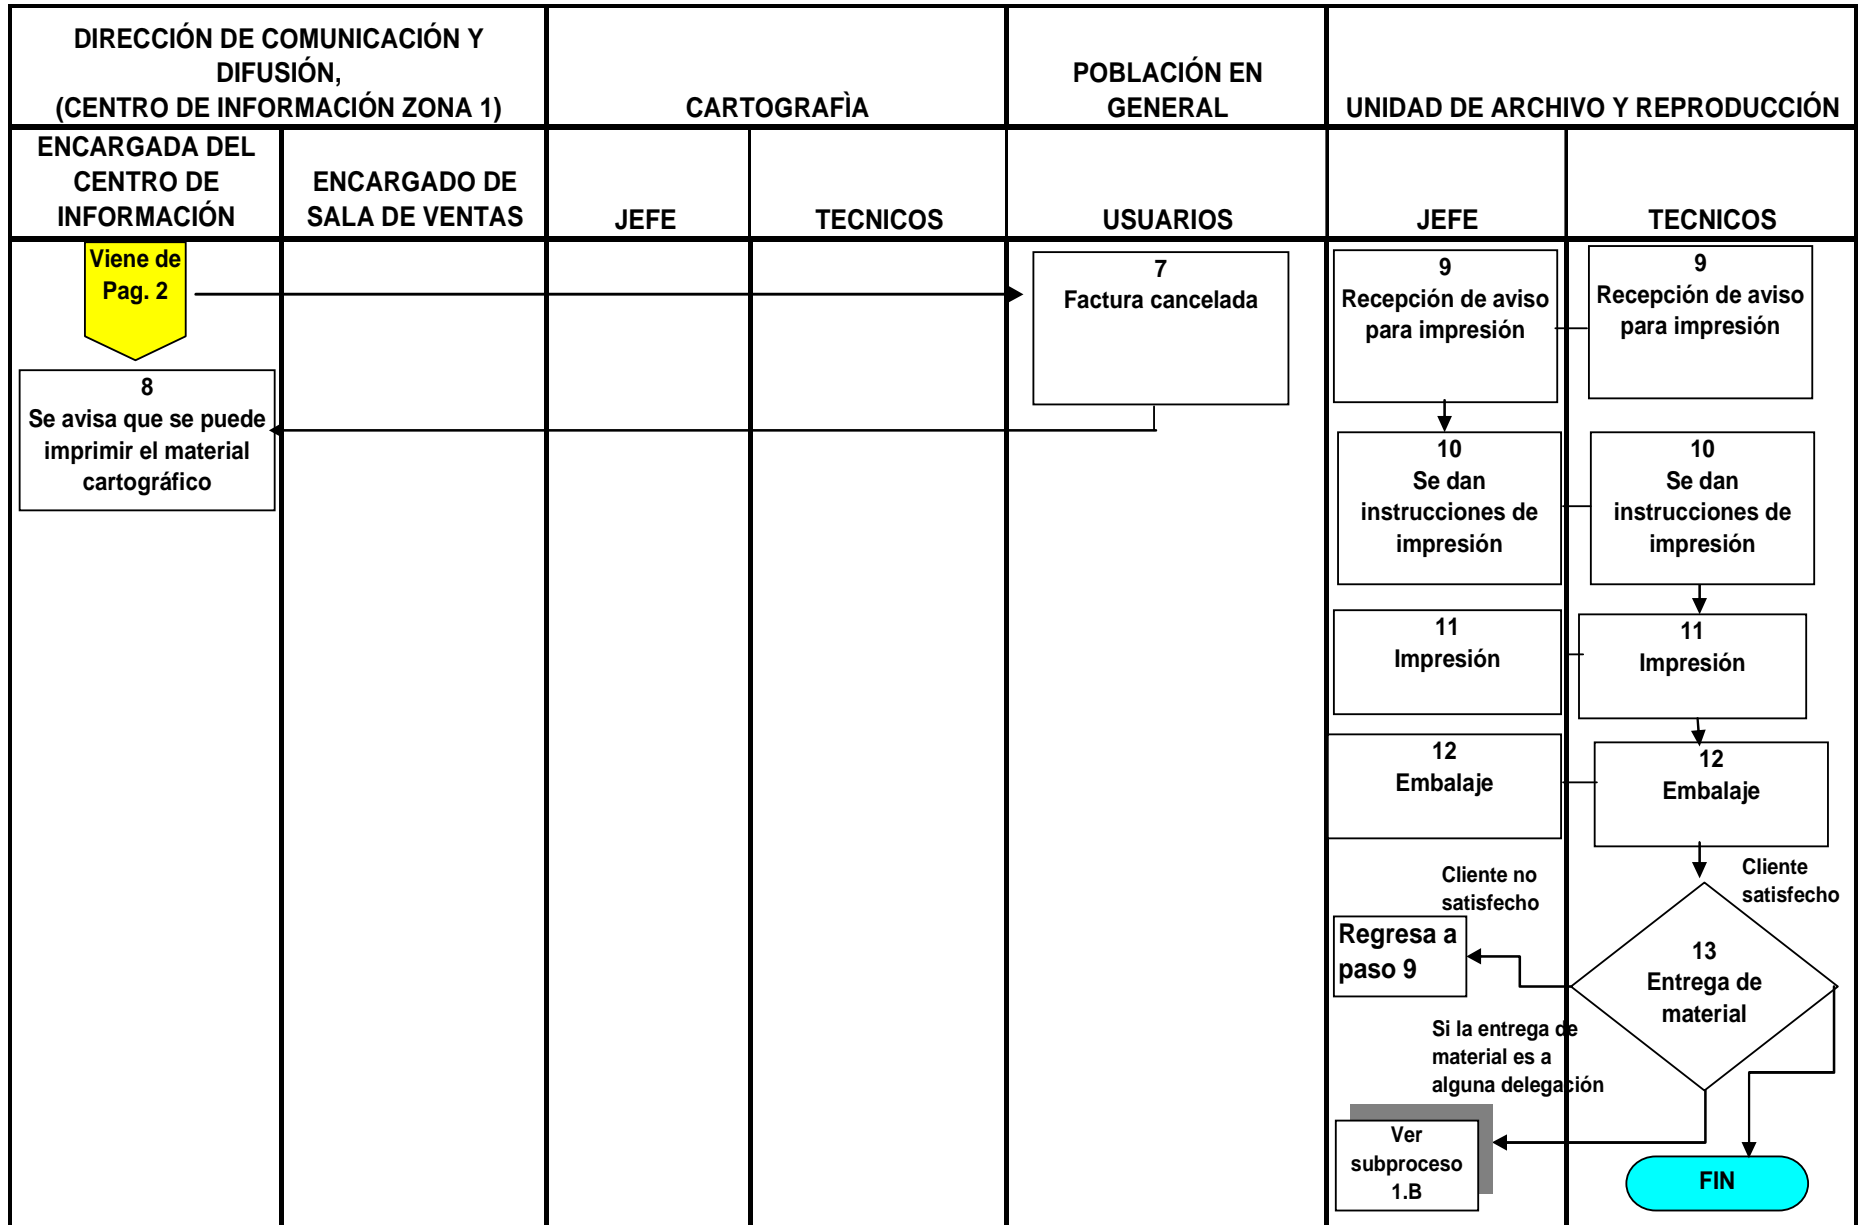 DIRECCIÓN DE COMUNICACIÓN Y
DIFUSIÓN,
(CENTRO DE INFORMACIÓN ZONA 1)
CARTOGRAFÌA
POBLACIÓN EN
GENERAL
UNIDAD DE ARCHIVO Y REPRODUCCIÓN
ENCARGADA DEL
CENTRO DE
INFORMACIÓN
ENCARGADO DE
SALA DE VENTAS
JEFE
TECNICOS
USUARIOS
JEFE
TECNICOS
Viene de
Pag. 2
7
Factura cancelada
9
Recepción de aviso
para impresión
9
Recepción de aviso
para impresión
8
Se avisa que se puede
imprimir el material
cartográfico
10
Se dan
instrucciones de
impresión
10
Se dan
instrucciones de
impresión
11
Impresión
11
Impresión
12
Embalaje
12
Embalaje
Cliente no
satisfecho
Cliente
satisfecho
Regresa a
paso 9
13
Entrega de
material
Si la entrega de
material es a
alguna delegación
Ver
subproceso
1.B
FIN